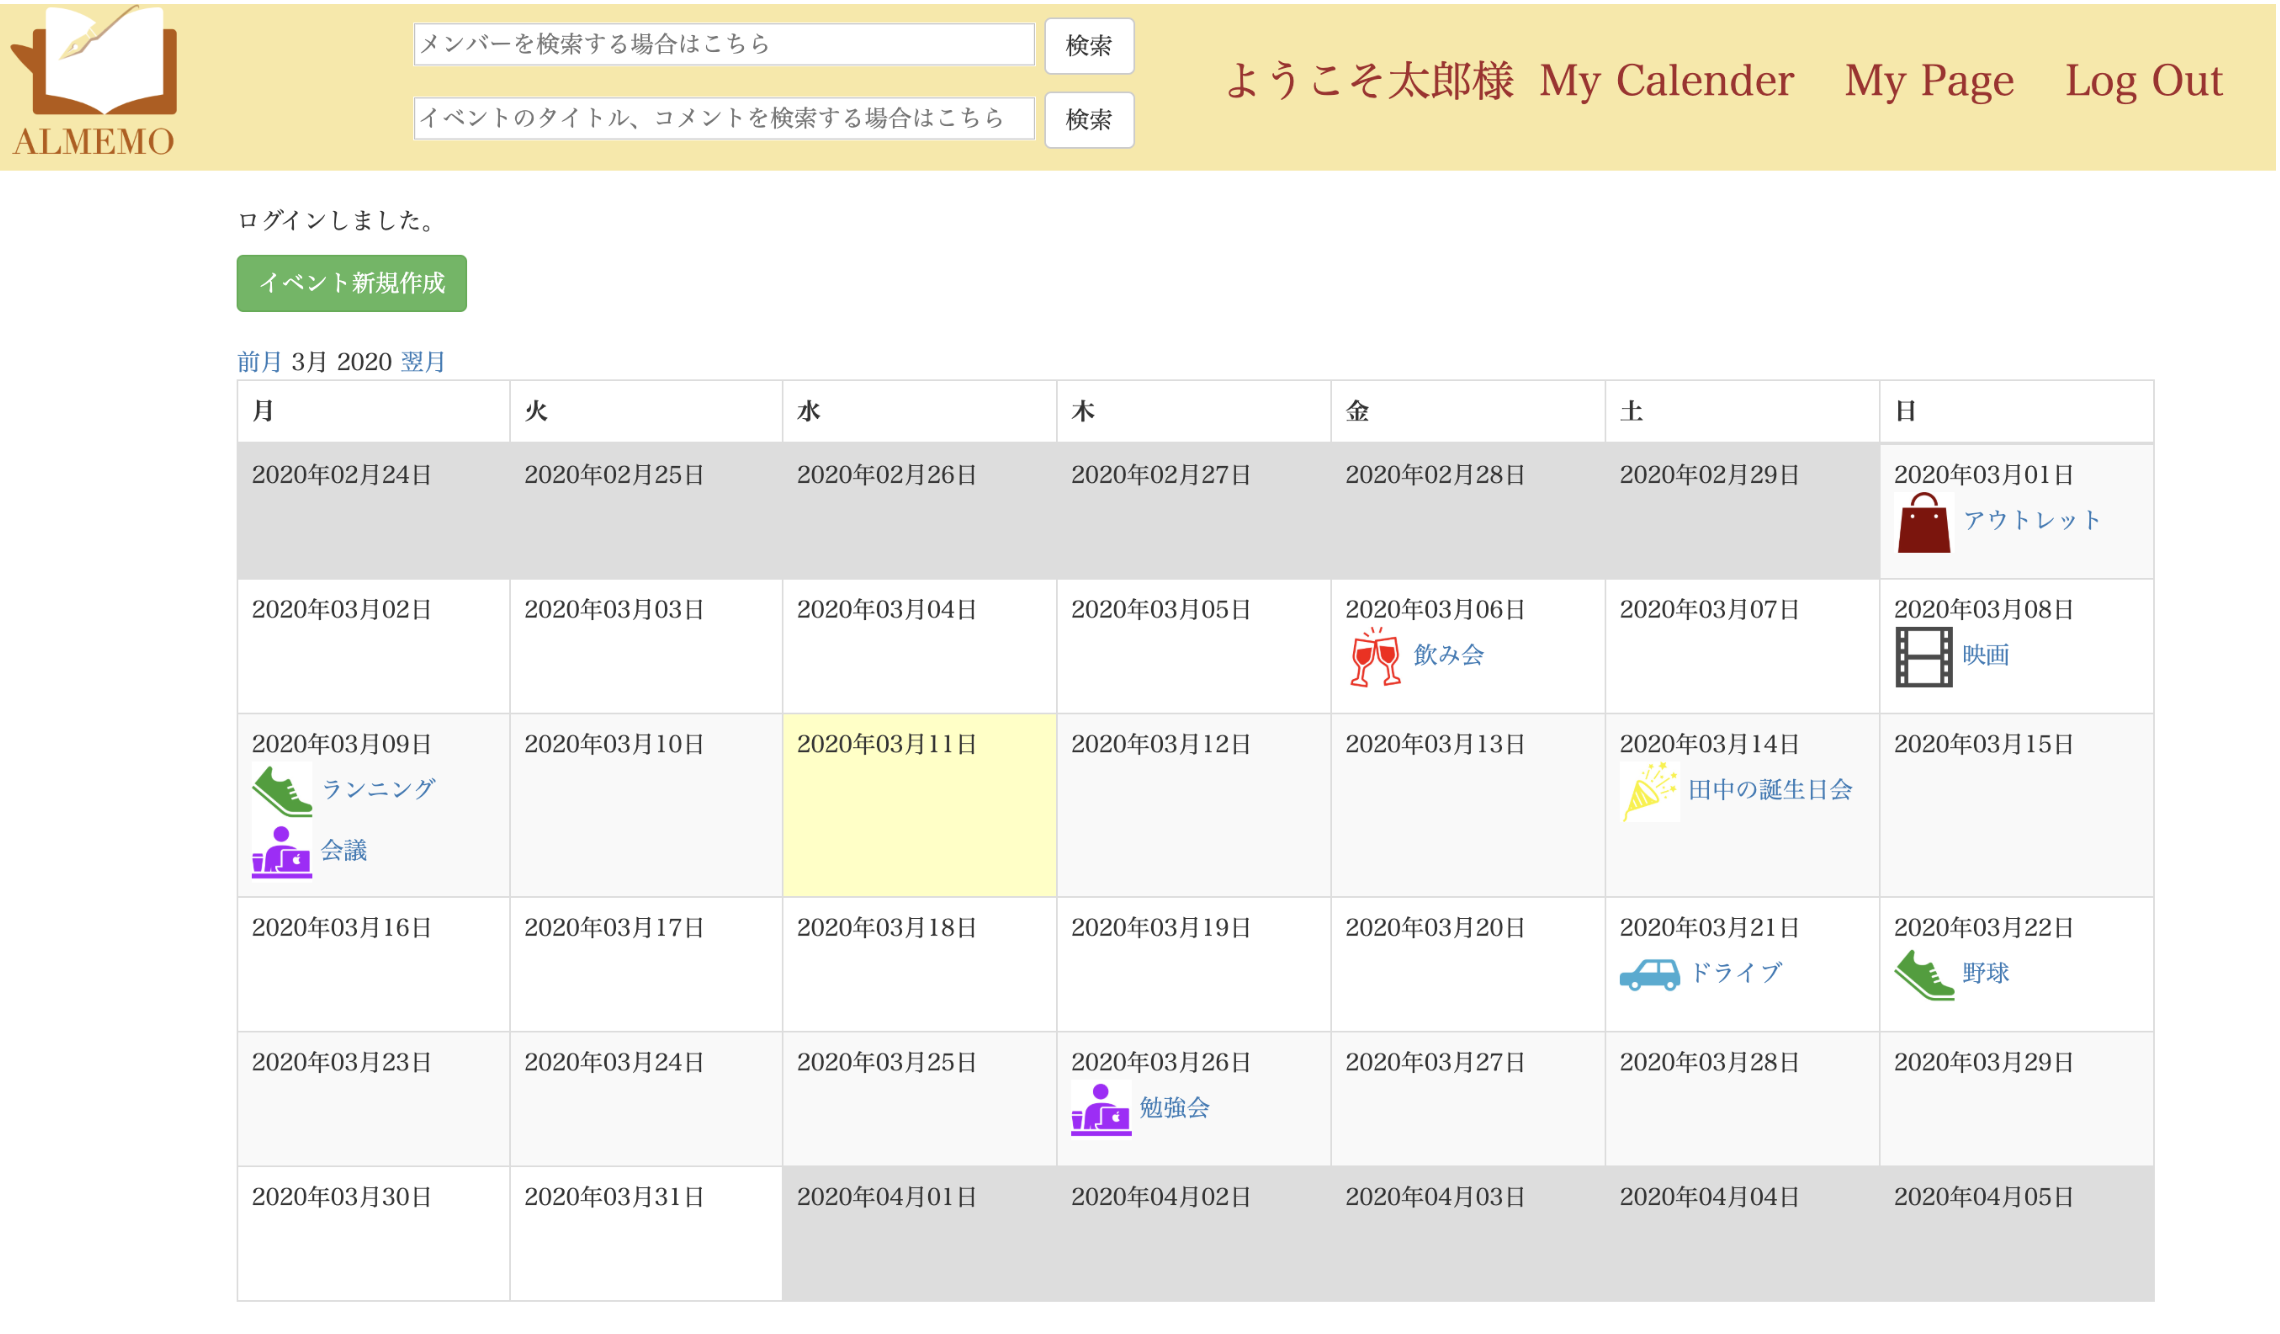 ALMEMO
メンバーを検索する場合はこちら 検索
イベントのタイトル、コメントを検索する場合はこちら 検索
ようこそ太郎様 My Calender My Page Log Out
ログインしました。
イベント新規作成
前月 3月 2020 翌月
月 火 水 木 金 土 日
2020年02月24日 2020年02月25日 2020年02月26日 2020年02月27日 2020年02月28日 2020年02月29日 2020年03月01日
アウトレット
2020年03月02日 2020年03月03日 2020年03月04日 2020年03月05日 2020年03月06日 2020年03月07日 2020年03月08日
飲み会 映画
2020年03月09日 2020年03月10日 2020年03月11日 2020年03月12日 2020年03月13日 2020年03月14日 2020年03月15日
ランニング 田中の誕生日会
会議
2020年03月16日 2020年03月17日 2020年03月18日 2020年03月19日 2020年03月20日 2020年03月21日 2020年03月22日
ドライブ 野球
2020年03月23日 2020年03月24日 2020年03月25日 2020年03月26日 2020年03月27日 2020年03月28日 2020年03月29日
勉強会
2020年03月30日 2020年03月31日 2020年04月01日 2020年04月02日 2020年04月03日 2020年04月04日 2020年04月05日